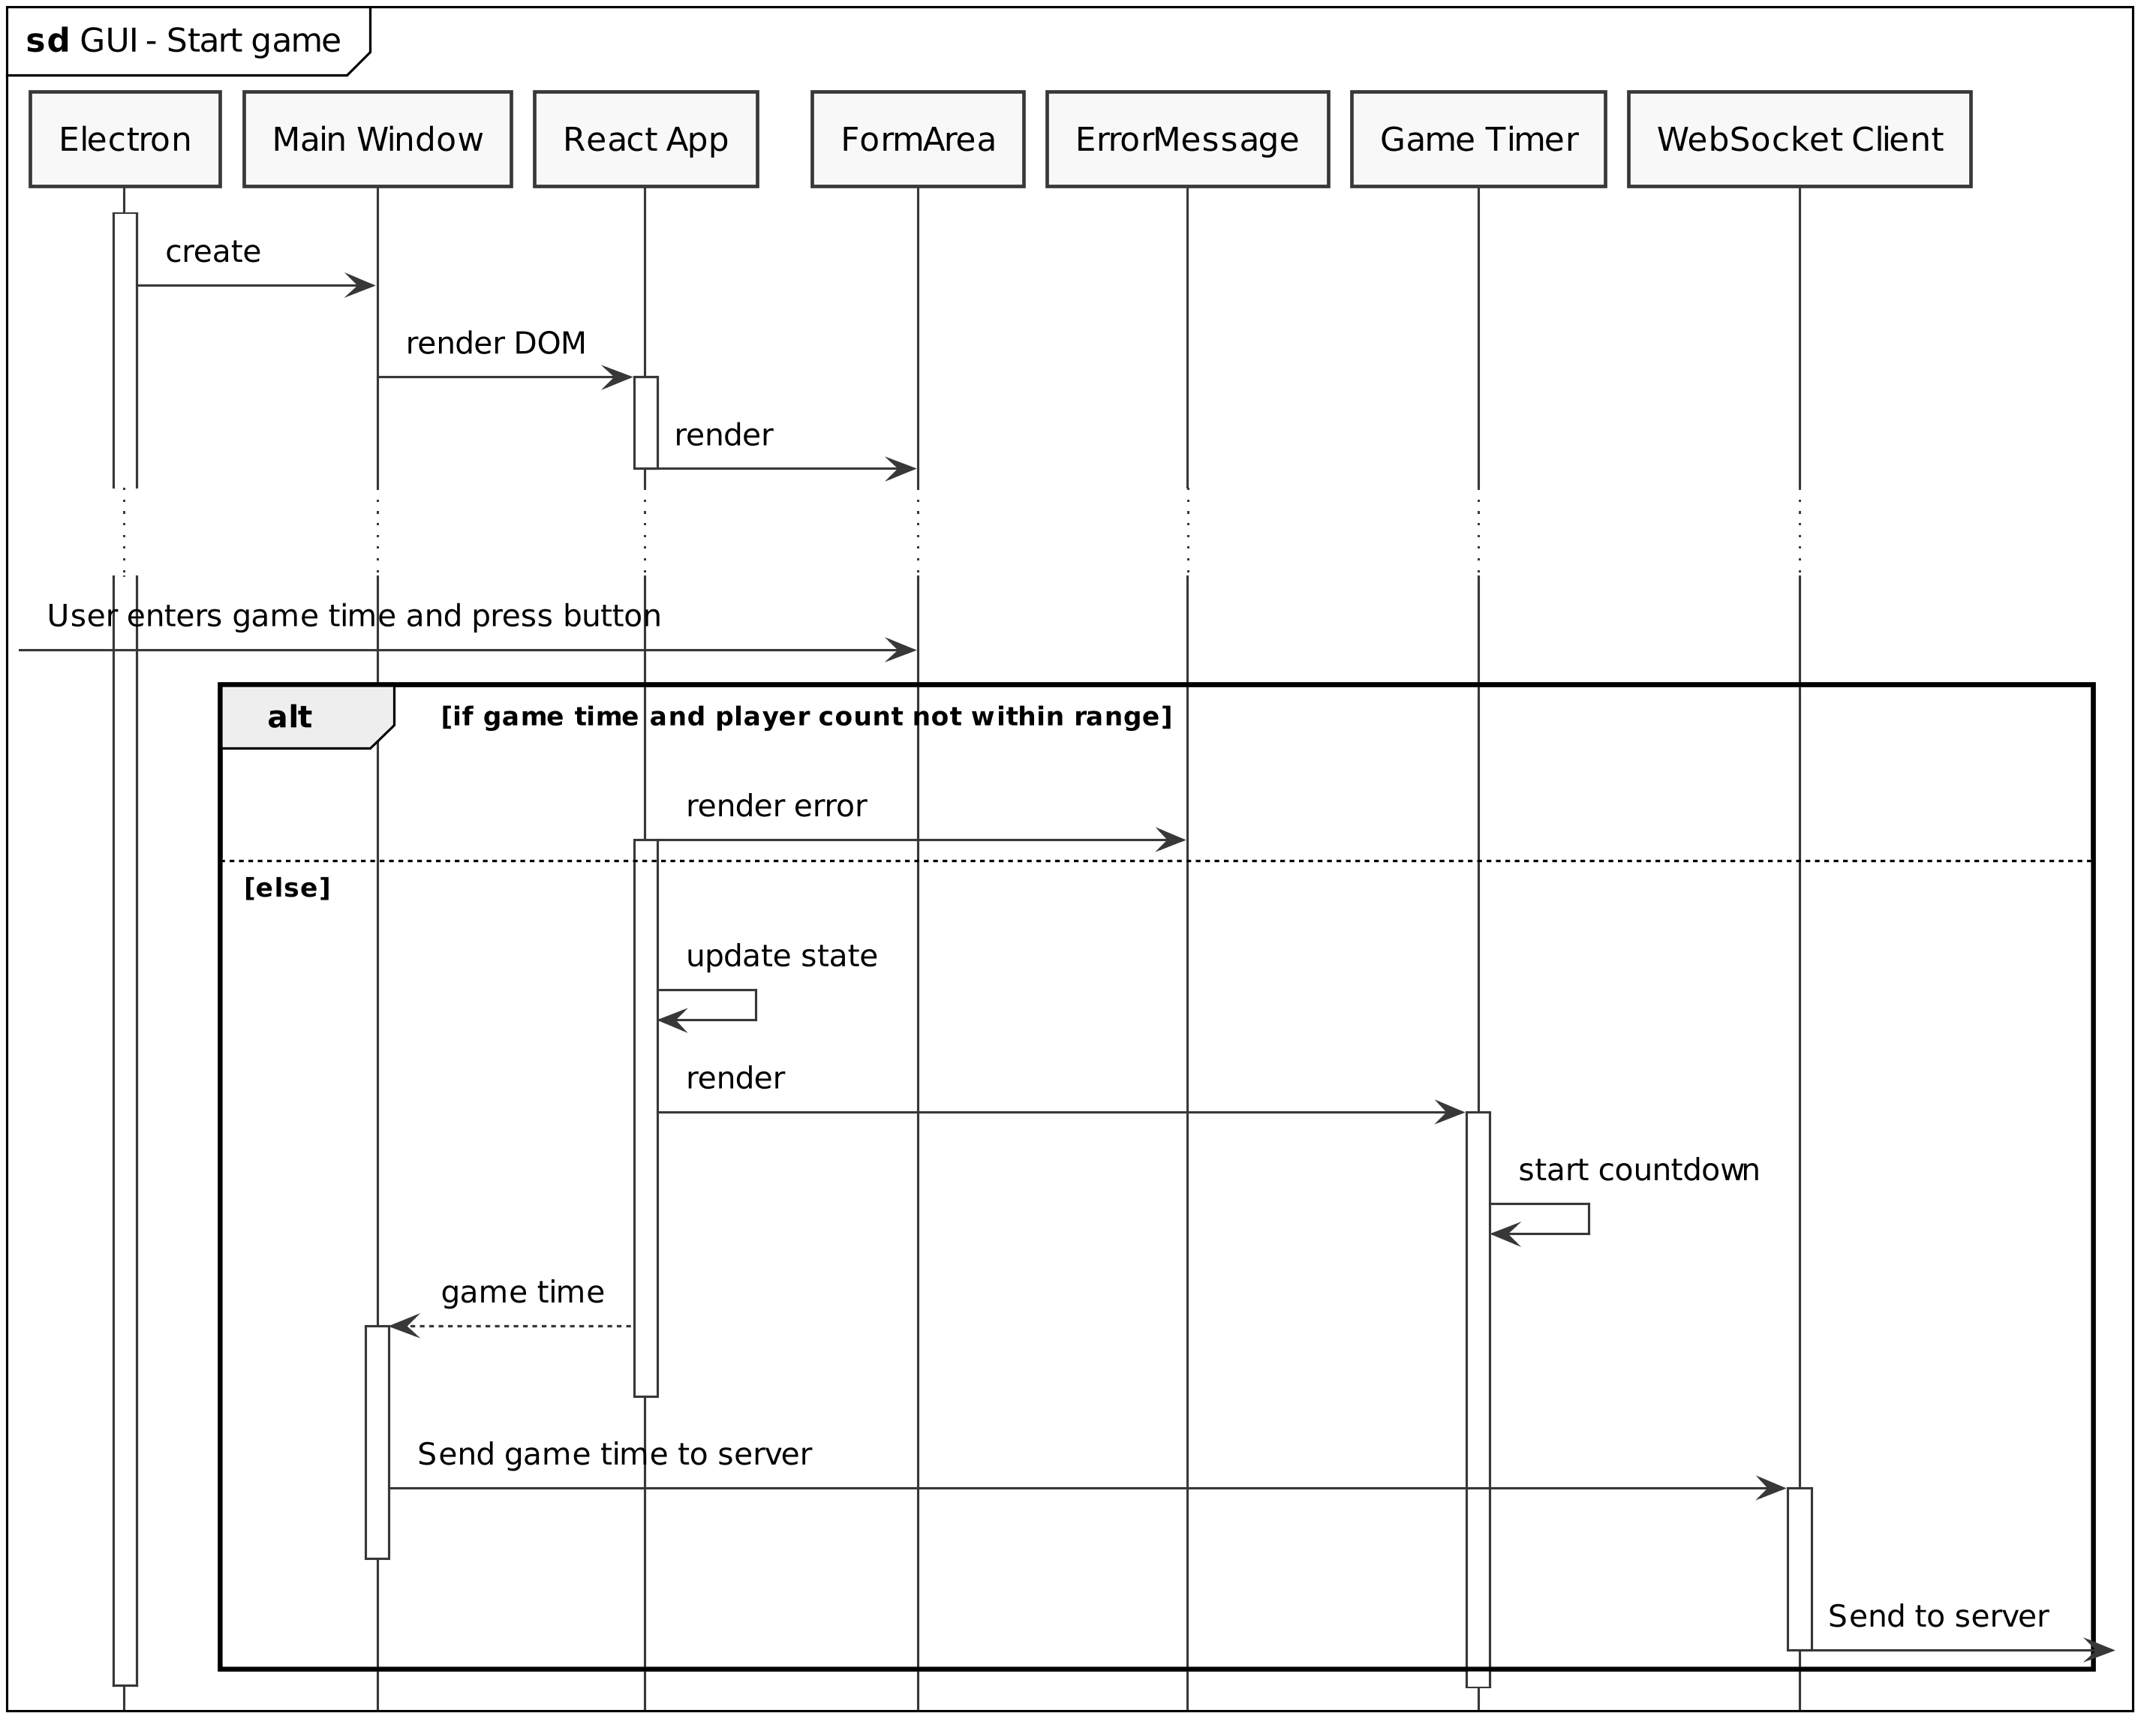 sd GUI - Start game
Electron
Main Window
React App
FormArea
ErrorMessage
Game Timer
WebSocket Client
create
render DOM
render
User enters game time and press button
alt
[if game time and player count not within range]
render error
[else]
update state
render
start countdown
game time
Send game time to server
Send to server